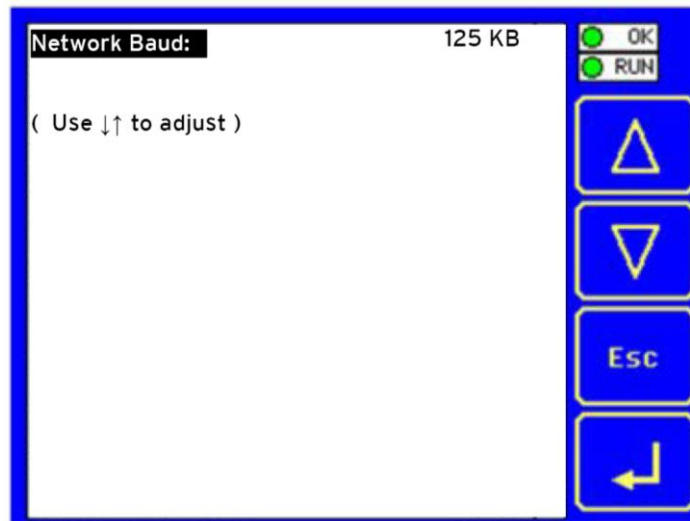 Network Baud: 125 KB
OK
RUN
( Use ↓↑ to adjust )
Esc